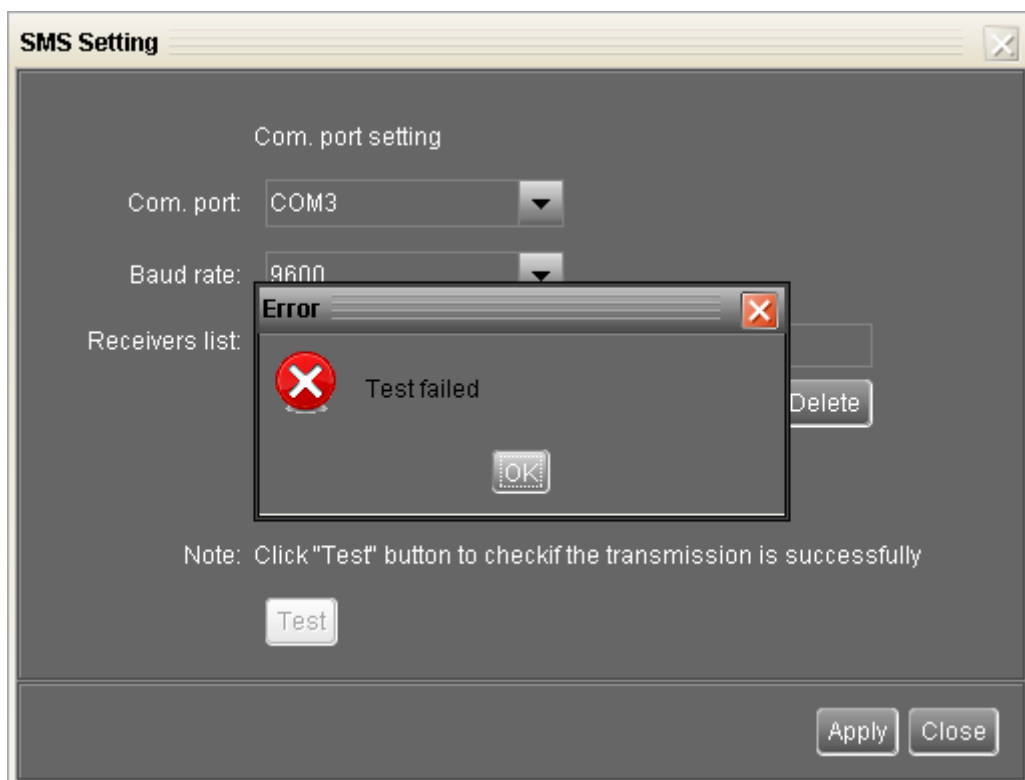 SMS Setting
Com. port setting
Com. port: COM3
Baud rate: 9600
Error
Receivers list:
Test failed
Delete
OK
Note: Click "Test" button to checkif the transmission is successfully
Test
Apply Close